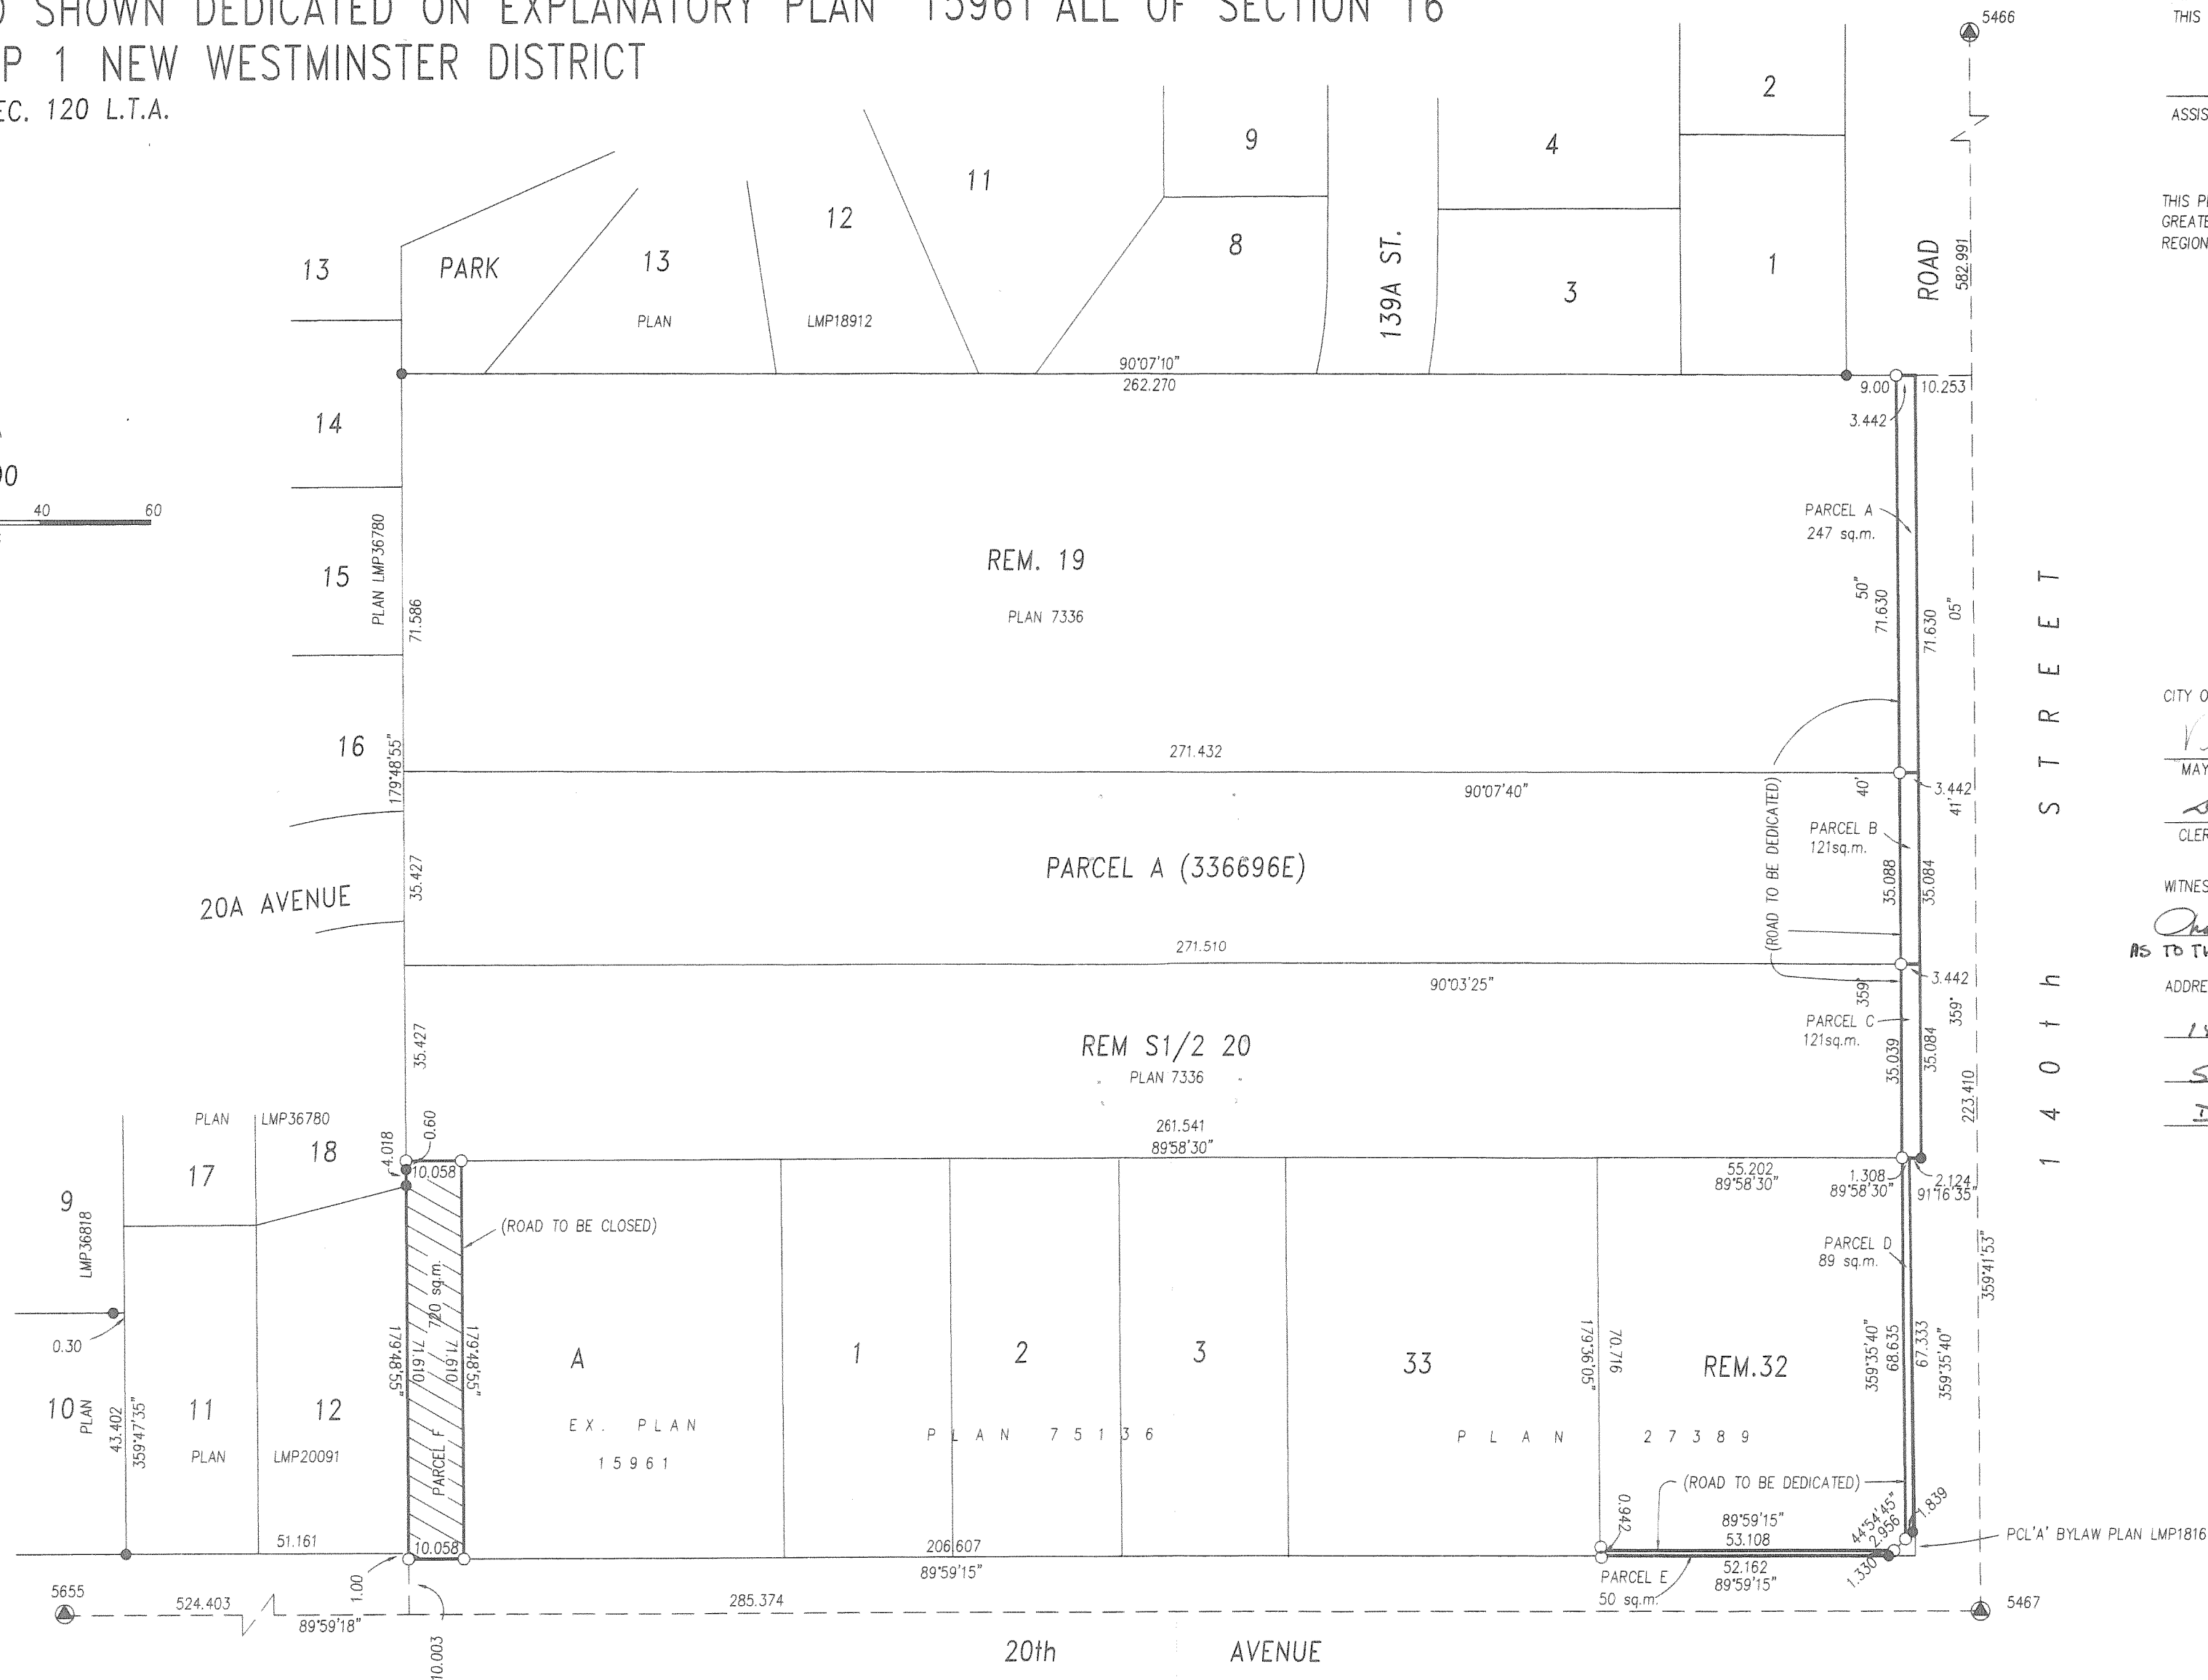 SHOWN DEDICATED ON EXPLANATORY PLAN 15961 ALL OF SECTION 16
P 1 NEW WESTMINSTER DISTRICT
EC. 120 L.T.A.
5466
THIS
ASSIS
THIS P
GREATE
REGION
2
9
4
11
12
8
13
PARK
13
1
3
139A ST.
ROAD
582.991
PLAN
LMP18912
90°07'10"
262.270
9.00
10.253
3.442
14
40
60
PARCEL A
247 sq.m.
15
PLAN LMP36780
71.586
REM. 19
PLAN 7336
50"
71.630
71.630
05"
140th STREET
CITY O
MAY
CLER
WITNES
AS TO
ADDRE
16
179°48'55"
271.432
90°07'40"
40'
3.442
41'
(ROAD TO BE DEDICATED)
PARCEL B
121sq.m.
35.427
PARCEL A (336696E)
35.088
35.084
20A AVENUE
271.510
90°03'25"
3.442
359°
359°
PARCEL C
121sq.m.
35.427
REM S1/2 20
PLAN 7336
35.039
35.084
223.410
PLAN
LMP36780
4.018
0.60
261.541
89°58'30"
17
18
10.058
55.202
89°58'30"
1.308
89°58'30"
2.124
91°16'35"
9
LMP36818
(ROAD TO BE CLOSED)
PARCEL D
89 sq.m.
359°41'53"
0.30
720 sq.m.
179°48'55"
71.610
71.610
179°48'55"
A
1
2
3
33
179°36'05"
70.716
REM.32
359°35'40"
68.635
67.333
359°35'40"
10
PLAN
43.402
359°47'35"
11
12
EX. PLAN
15961
PLAN 75136
PLAN 27389
PLAN
LMP20091
PARCEL F
(ROAD TO BE DEDICATED)
0.942
89°59'15"
53.108
44°54'45"
2.956
1.839
51.161
10.058
206.607
89°59'15"
52.162
89°59'15"
1.330
PCL'A' BYLAW PLAN LMP1816
PARCEL E
50 sq.m.
1.00
5655
524.403
89°59'18"
285.374
5467
10.003
20th AVENUE